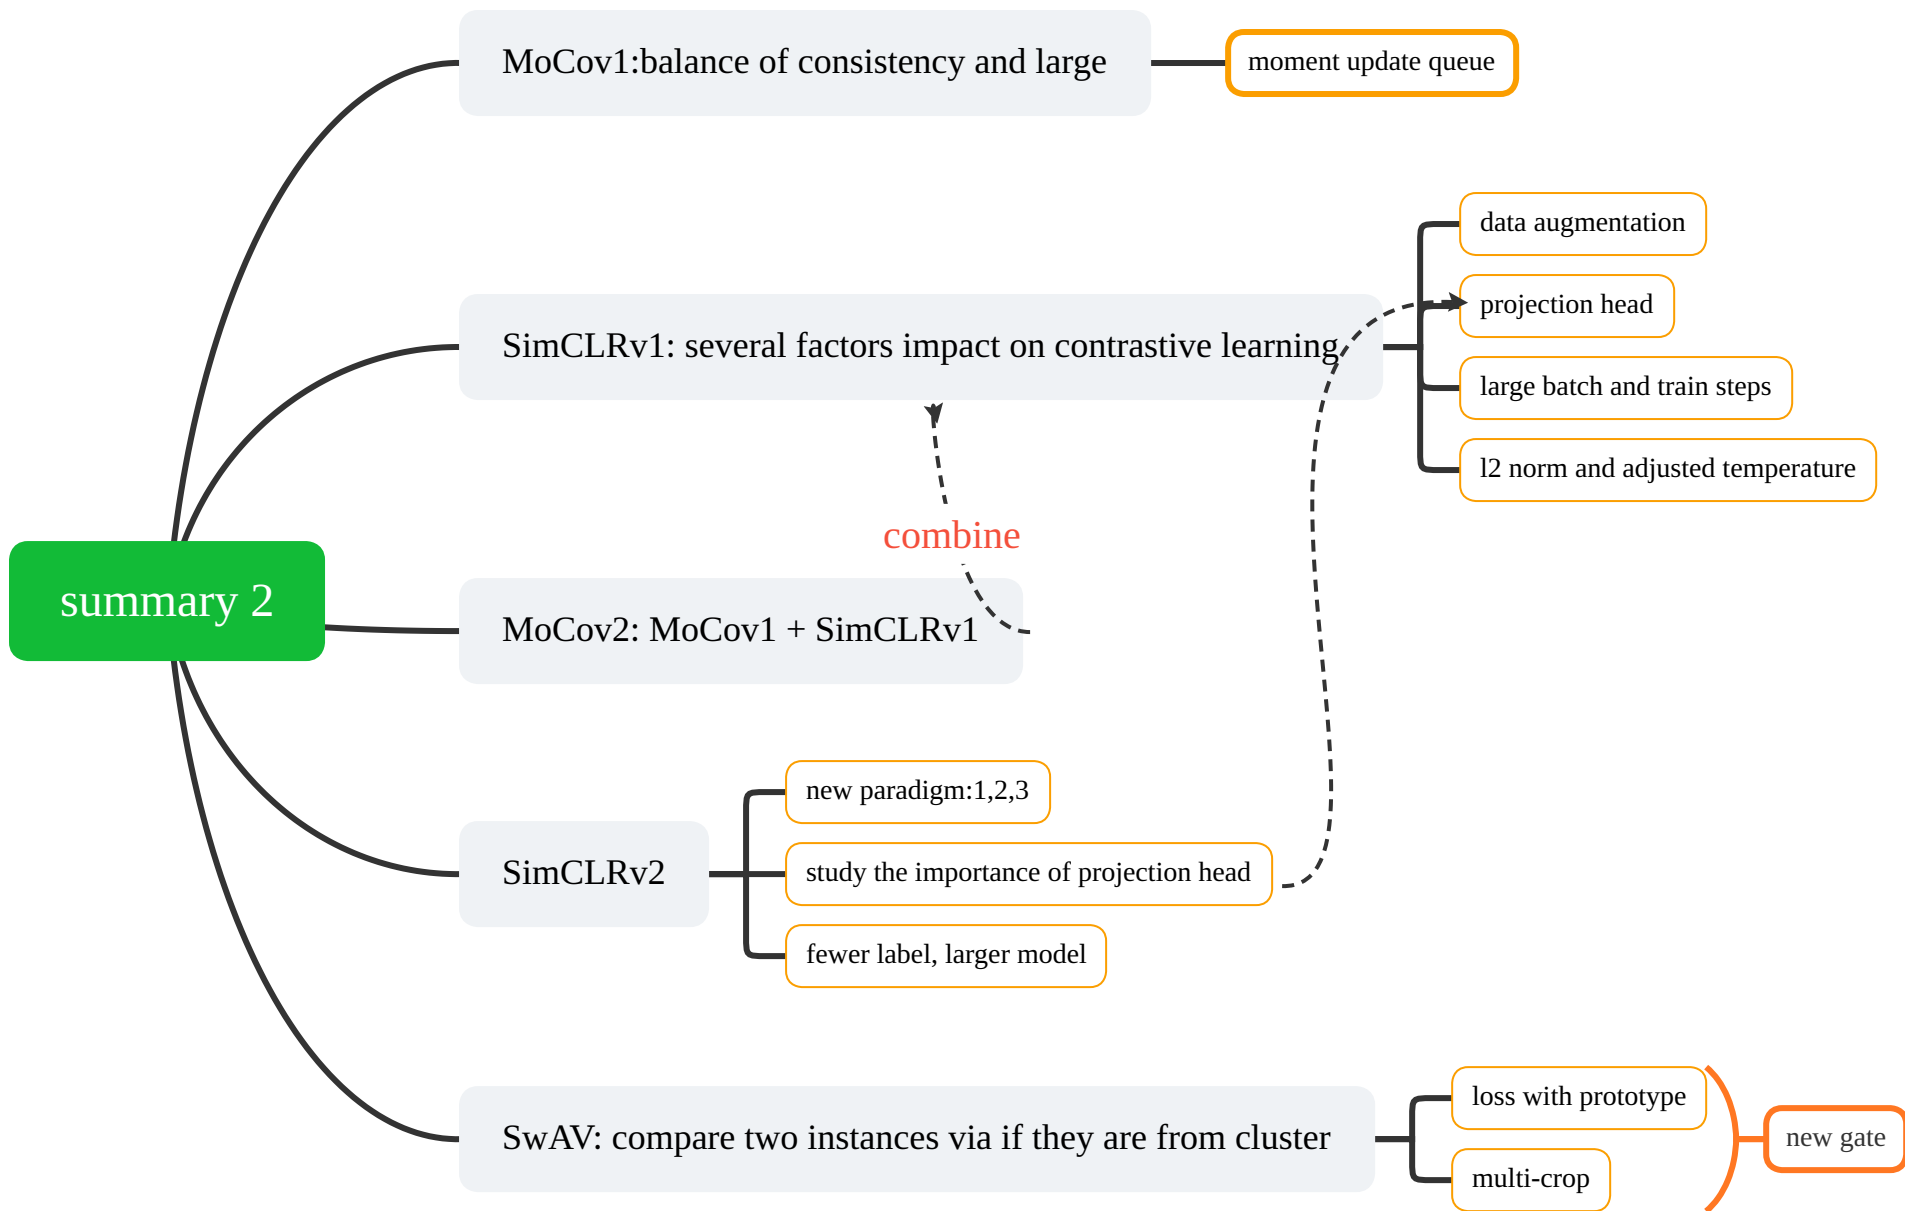 MoCov1:balance of consistency and large
moment update queue
data augmentation
projection head
SimCLRv1: several factors impact on contrastive learning
large batch and train steps
l2 norm and adjusted temperature
combine
summary 2
MoCov2: MoCov1 + SimCLRv1
new paradigm:1,2,3
SimCLRv2
study the importance of projection head
fewer label, larger model
loss with prototype
SwAV: compare two instances via if they are from cluster
new gate
multi-crop